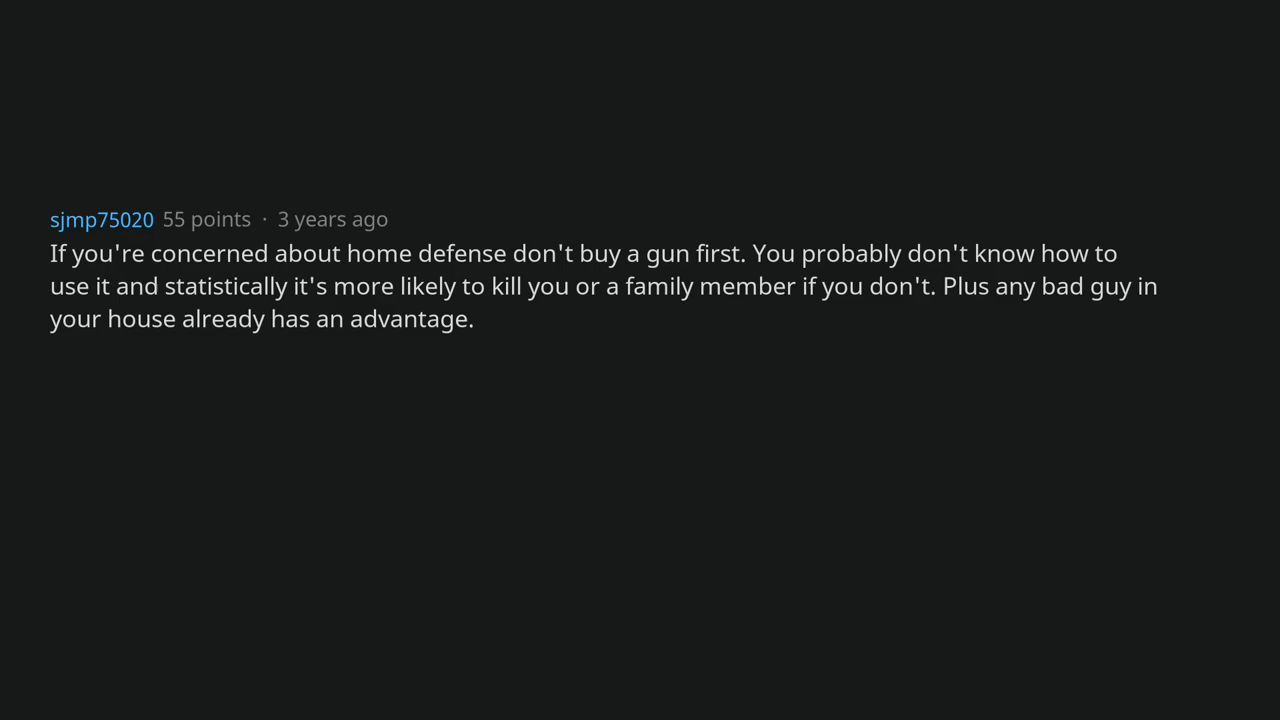 sjmp75020 55 points · 3 years ago
If you're concerned about home defense don't buy a gun first. You probably don't know how to
use it and statistically it's more likely to kill you or a family member if you don't. Plus any bad guy in
your house already has an advantage.